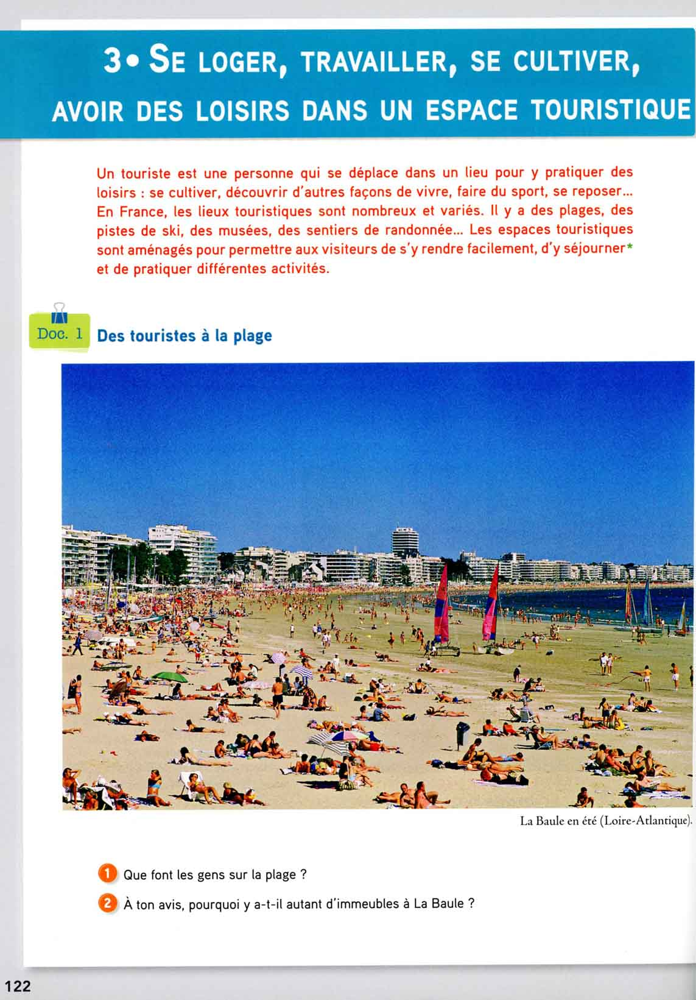 3• SE LOGER, TRAVAILLER, SE CULTIVER,
AVOIR DES LOISIRS DANS UN ESPACE TOURISTIQUE
Un touriste est une personne qui se déplace dans un lieu pour y pratiquer des
loisirs : se cultiver, découvrir d'autres façons de vivre, faire du sport, se reposer...
En France, les lieux touristiques sont nombreux et variés. Il y a des plages, des
pistes de ski, des musées, des sentiers de randonnée... Les espaces touristiques
sont aménagés pour permettre aux visiteurs de s'y rendre facilement, d'y séjourner*
et de pratiquer différentes activités.
Doc. 1 Des touristes à la plage
La Baule en été (Loire-Atlantique).
1 Que font les gens sur la plage ?
2 À ton avis, pourquoi y a-t-il autant d'immeubles à La Baule ?
122